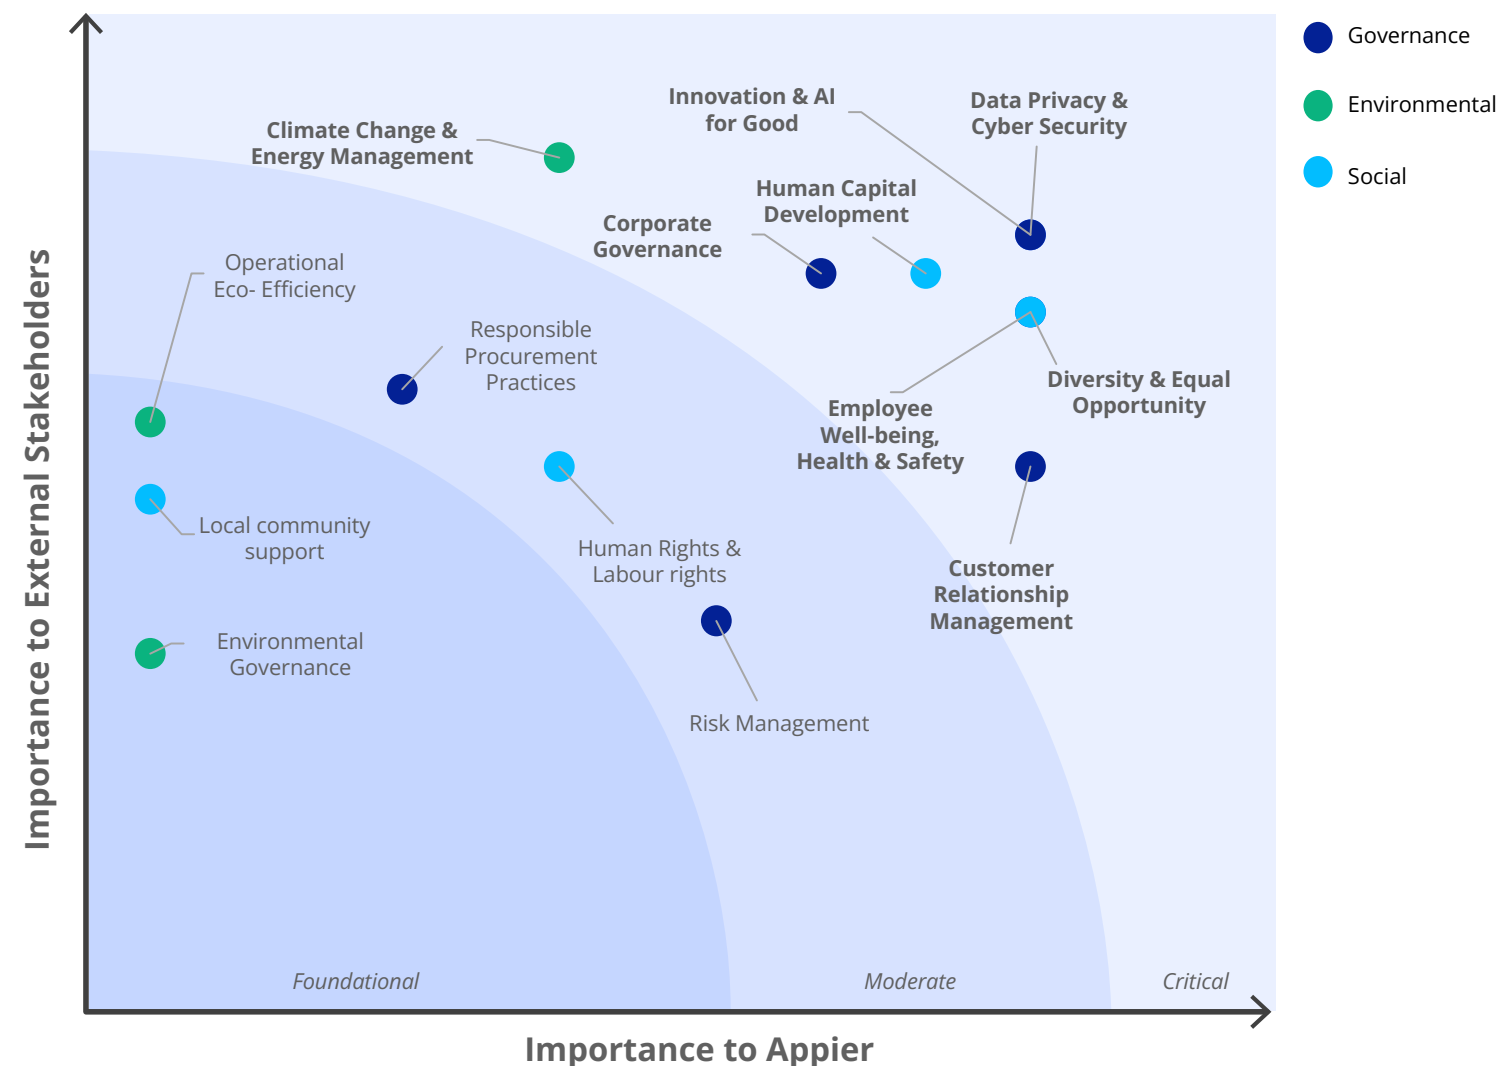 Governance
Environmental
Social
Innovation & AI
for Good
Data Privacy &
Cyber Security
Climate Change &
Energy Management
Human Capital
Development
Corporate
Governance
Operational
Eco- Efficiency
Responsible
Procurement
Practices
Diversity & Equal
Opportunity
Employee
Well-being,
Health & Safety
Local community
support
Human Rights &
Labour rights
Customer
Relationship
Management
Environmental
Governance
Risk Management
Importance to External Stakeholders
Foundational
Moderate
Critical
Importance to Appier